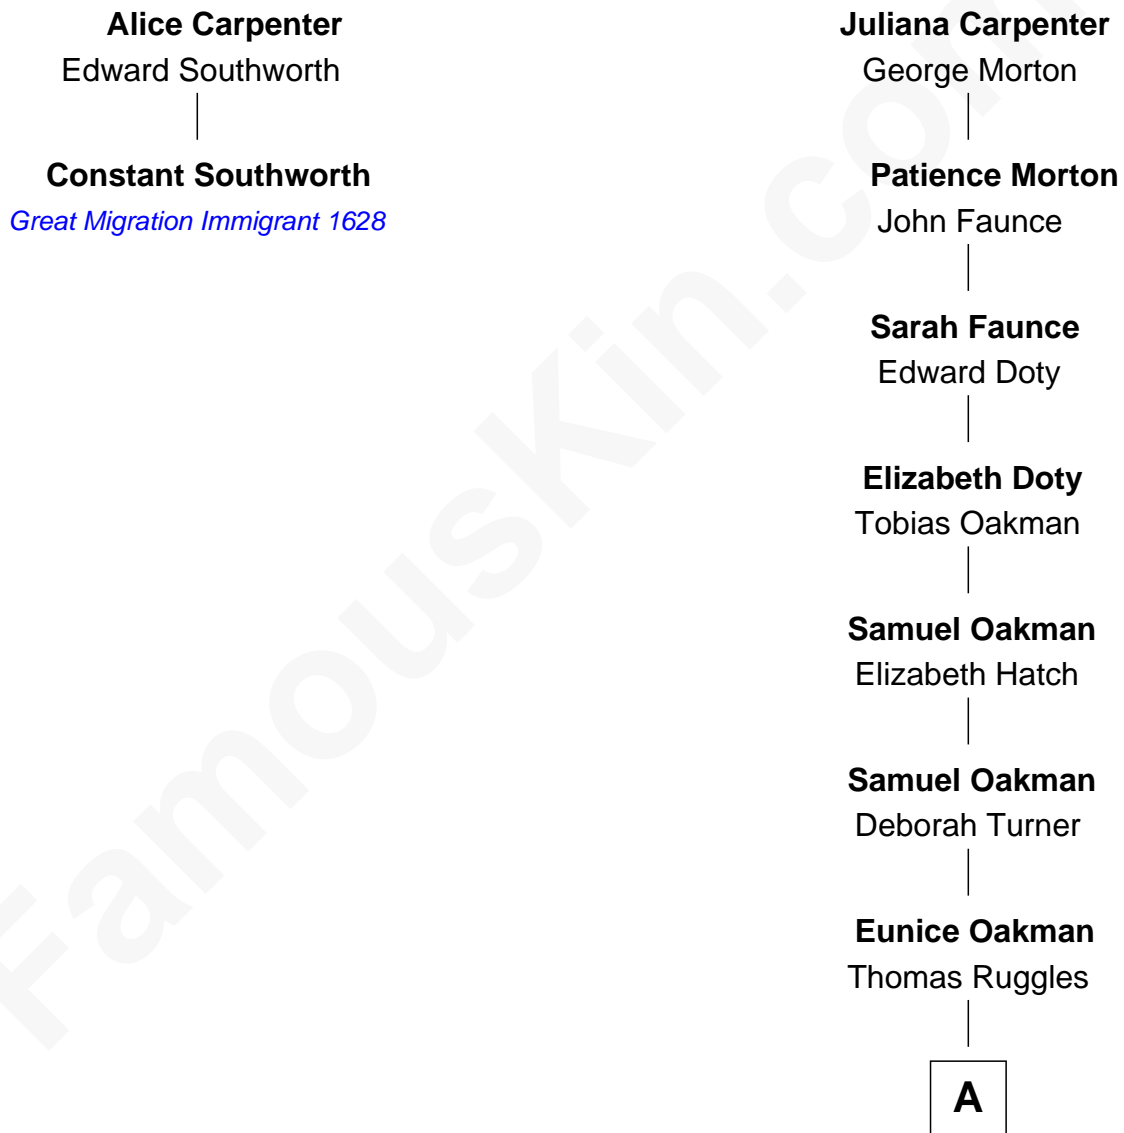 Alice Carpenter
Edward Southworth
Constant Southworth
Great Migration Immigrant 1628
Juliana Carpenter
George Morton
Patience Morton
John Faunce
Sarah Faunce
Edward Doty
Elizabeth Doty
Tobias Oakman
Samuel Oakman
Elizabeth Hatch
Samuel Oakman
Deborah Turner
Eunice Oakman
Thomas Ruggles
A
FamousKin.com